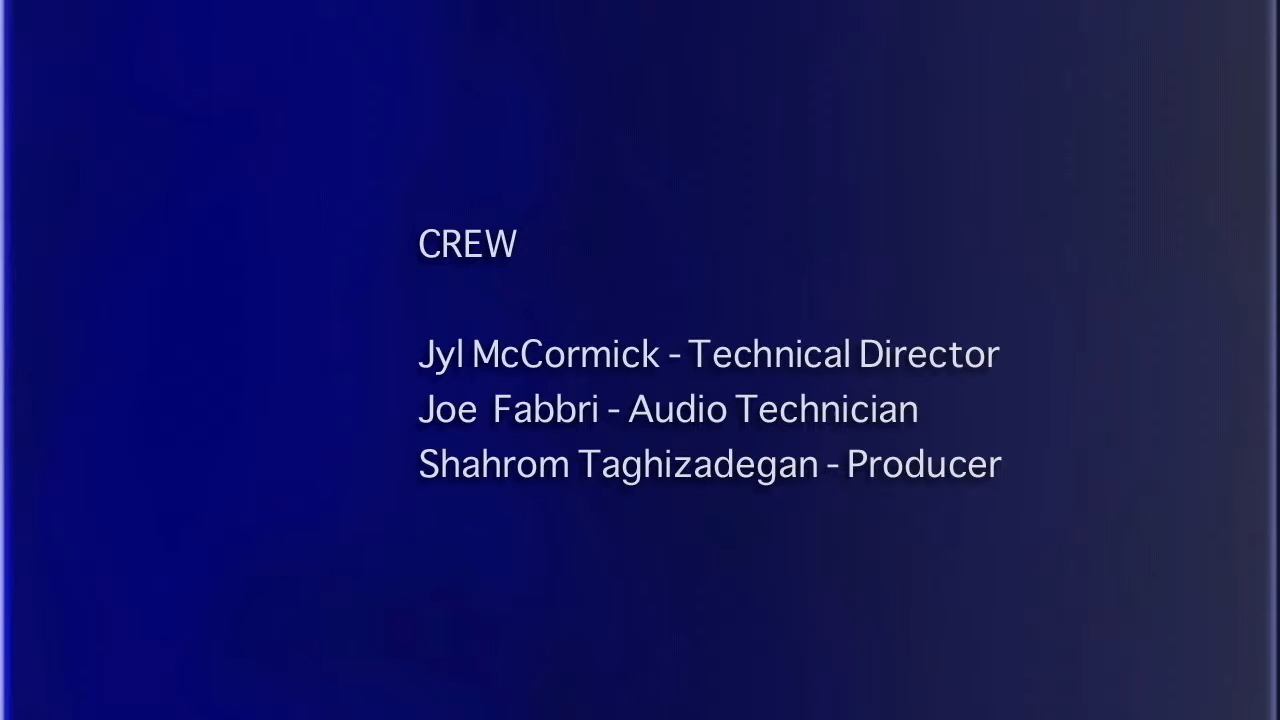 CREW
Jyl McCormick - Technical Director
Joe  Fabbri - Audio Technician
Shahrom Taghizadegan - Producer